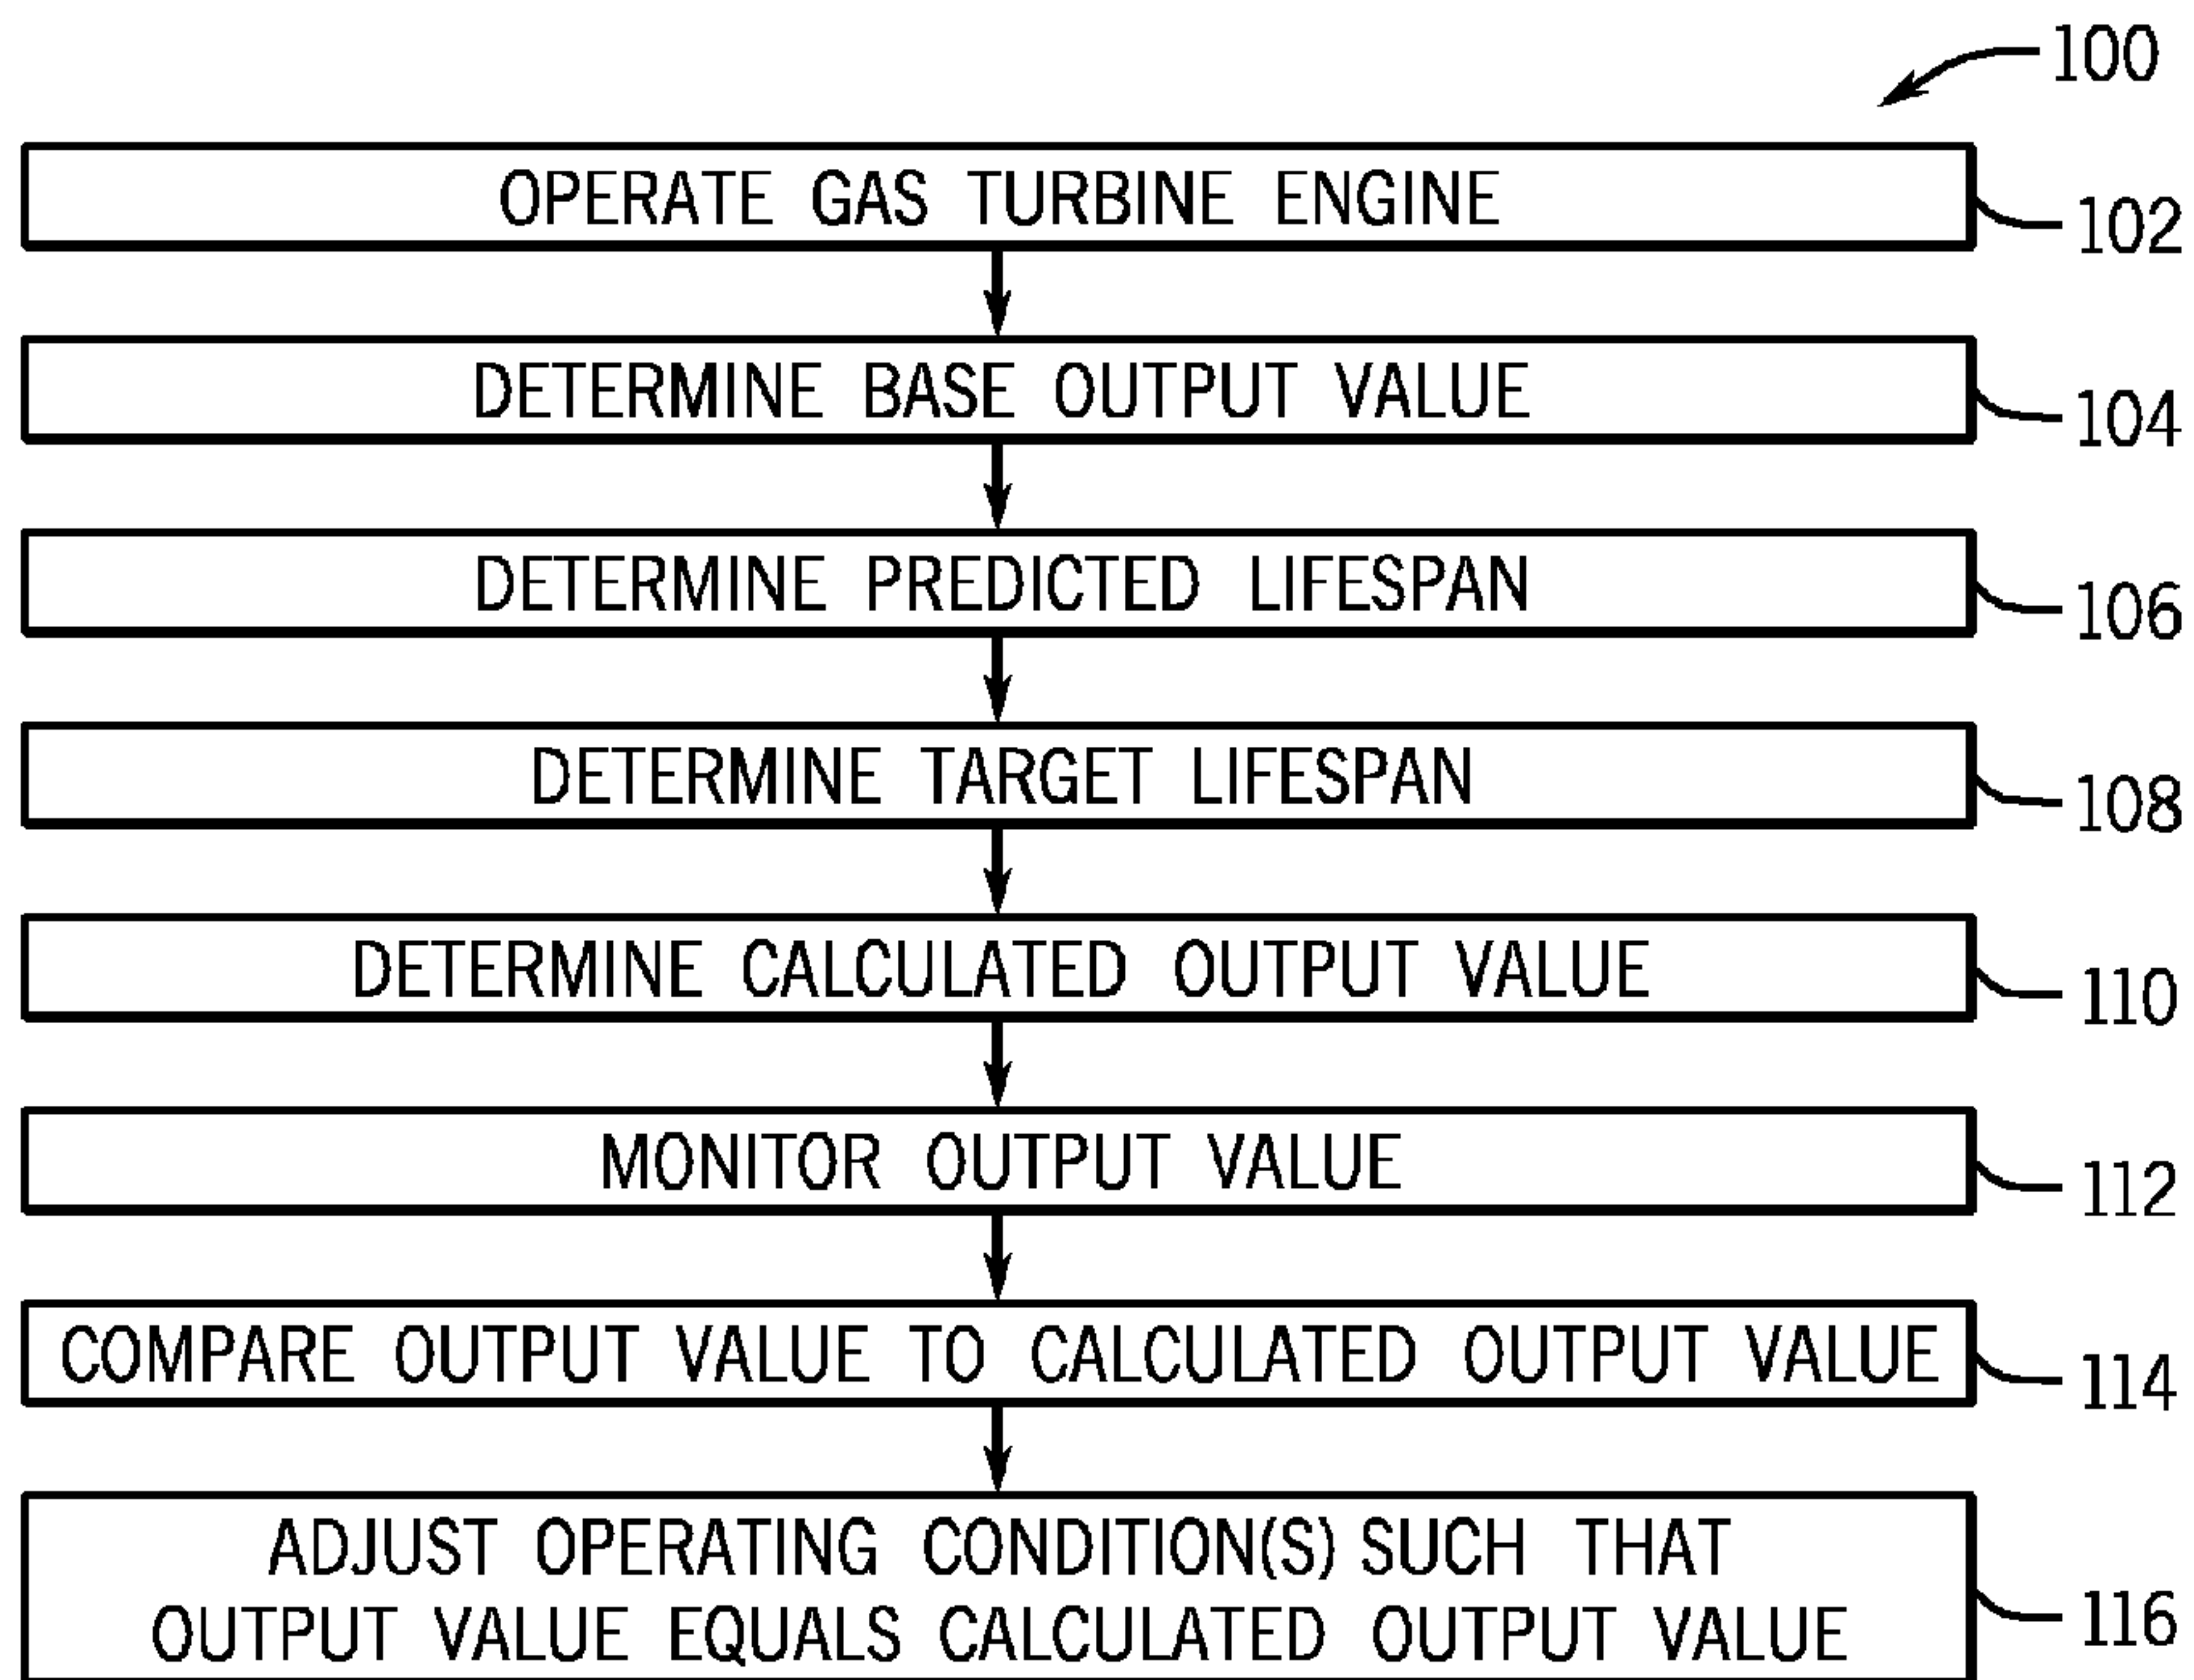 100
OPERATE GAS TURBINE ENGINE
102
DETERMINE BASE OUTPUT VALUE
104
DETERMINE PREDICTED LIFESPAN
106
DETERMINE TARGET LIFESPAN
108
DETERMINE CALCULATED OUTPUT VALUE
110
MONITOR OUTPUT VALUE
112
COMPARE OUTPUT VALUE TO CALCULATED OUTPUT VALUE
114
ADJUST OPERATING CONDITION(S) SUCH THAT
OUTPUT VALUE EQUALS CALCULATED OUTPUT VALUE
116